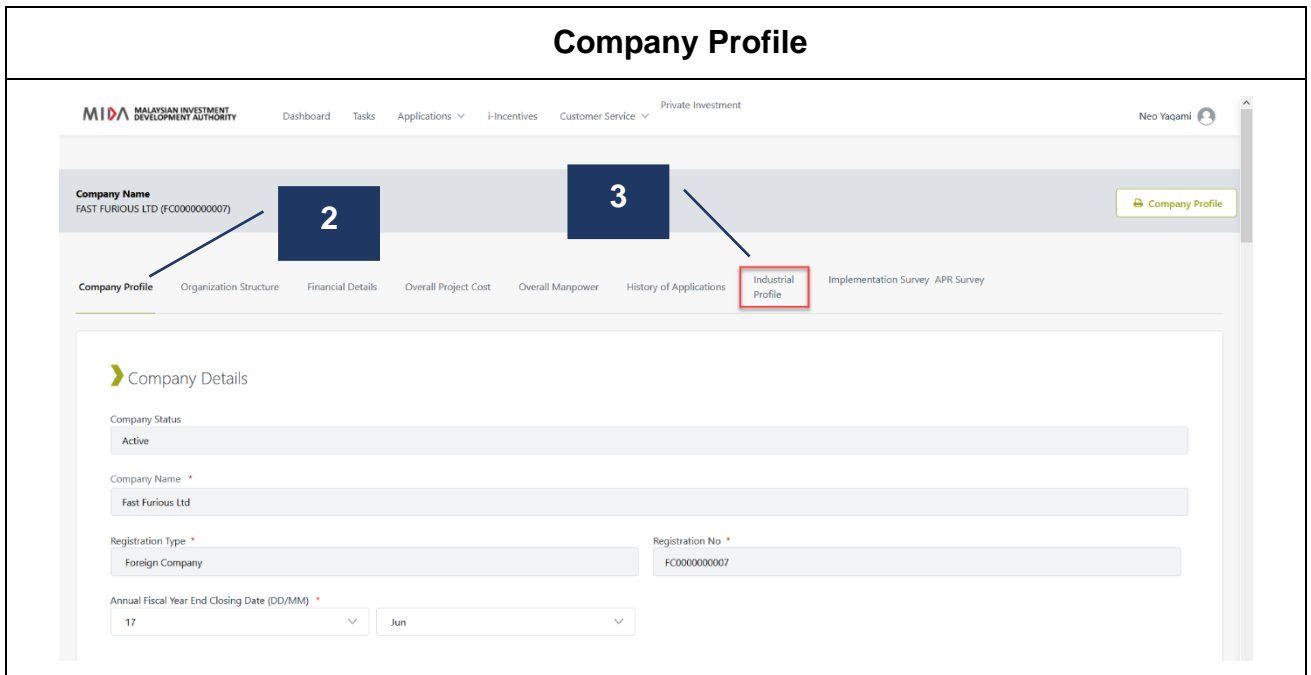 Company Profile
MIDA MALAYSIAN INVESTMENT
DEVELOPMENT AUTHORITY
Dashboard Tasks Applications i-Incentives Customer Service Private Investment
Neo Yagami
Company Name
FAST FURIOUS LTD (FC0000000007)
2
3
Company Profile
Company Profile Organization Structure Financial Details Overall Project Cost Overall Manpower History of Applications Industrial
Profile
Implementation Survey APR Survey
Company Details
Company Status
Active
Company Name *
Fast Furious Ltd
Registration Type * Registration No *
Foreign Company FC0000000007
Annual Fiscal Year End Closing Date (DD/MM) *
17 Jun